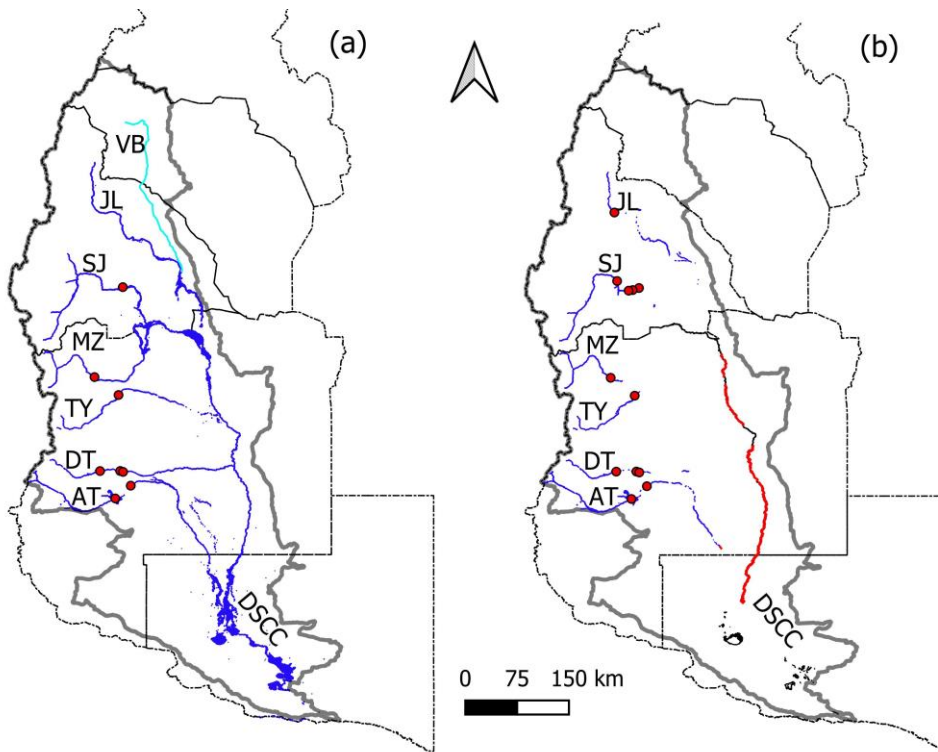 (a)
VB
JL
SJ
MZ
TY
DT
AT
DSCC
(b)
JL
SJ
MZ
TY
DT
AT
DSCC
0 75 150 km